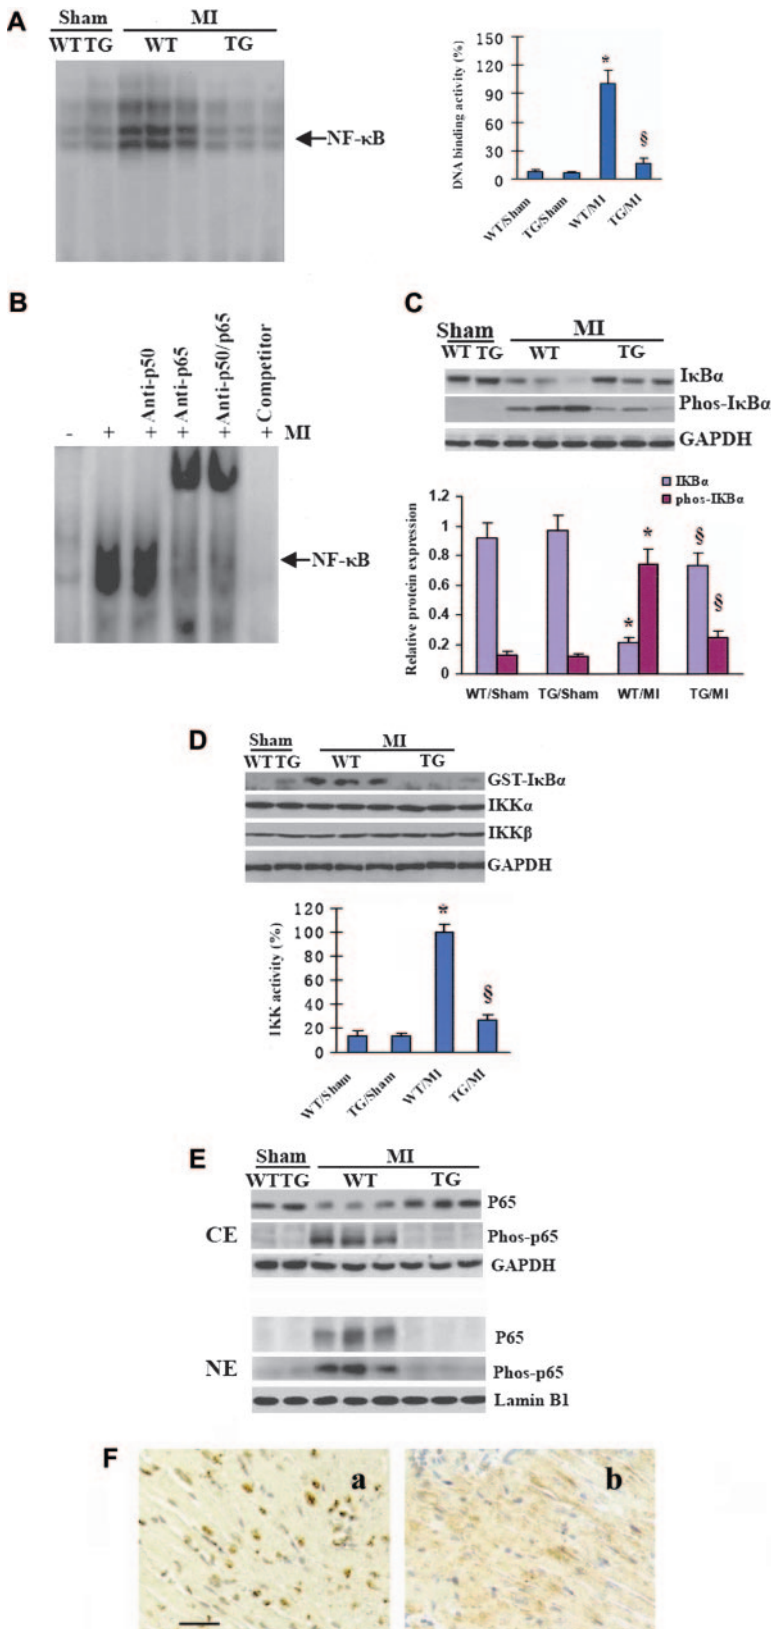 A
Sham MI
WT TG WT TG
NF-κB
DNA binding activity (%)
150
120
90
60
30
0
*
§
WT/Sham
TG/Sham
WT/MI
TG/MI
B
Anti-p50
Anti-p65
Anti-p50/p65
Competitor
- + + + + + MI
NF-κB
C
Sham MI
WT TG WT TG
IκBα
Phos-IκBα
GAPDH
IKBα
phos-IKBα
Relative protein expression
1.2
1
0.8
0.6
0.4
0.2
0
* * § §
WT/Sham TG/Sham WT/MI TG/MI
D
Sham MI
WT TG WT TG
GST-IκBα
IKKα
IKKβ
GAPDH
IKK activity (%)
120
100
80
60
40
20
0
*
§
WT/Sham
TG/Sham
WT/MI
TG/MI
E
Sham MI
WTTG WT TG
P65
CE Phos-p65
GAPDH
P65
NE Phos-p65
Lamin B1
F
a b